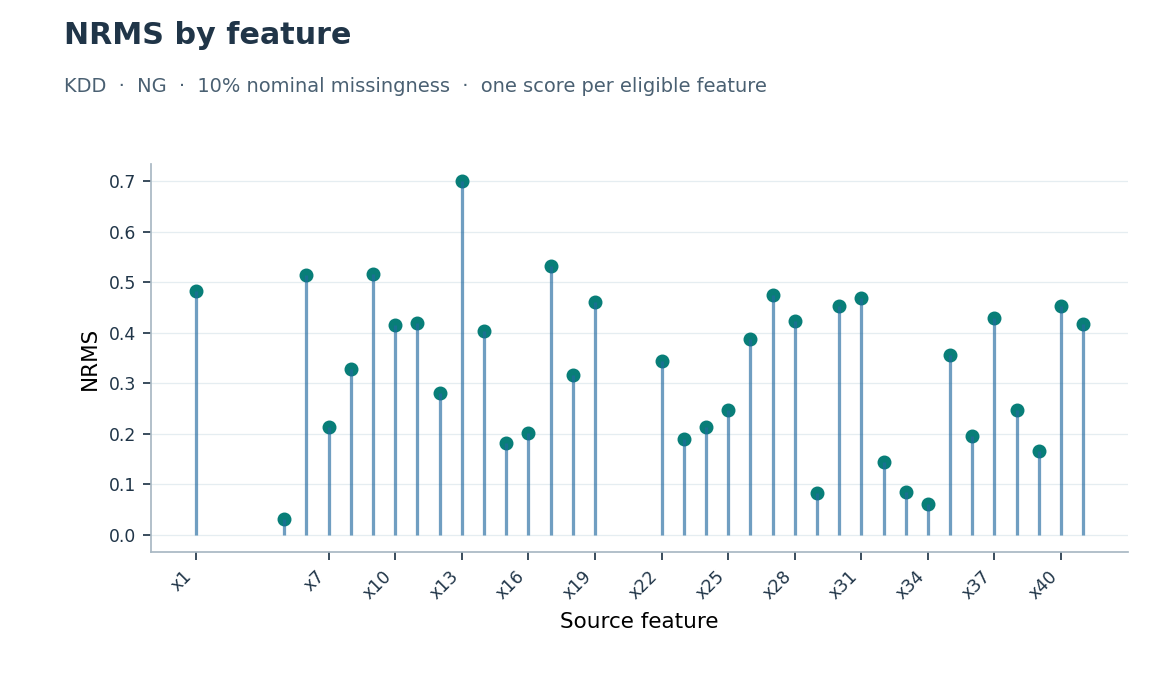 NRMS by feature
KDD · NG · 10% nominal missingness · one score per eligible feature
0.7
0.6
0.5
0.4
0.3
0.2
0.1
0.0
NRMS
x1
x7
x10
x13
x16
x19
x22
x25
x28
x31
x34
x37
x40
Source feature